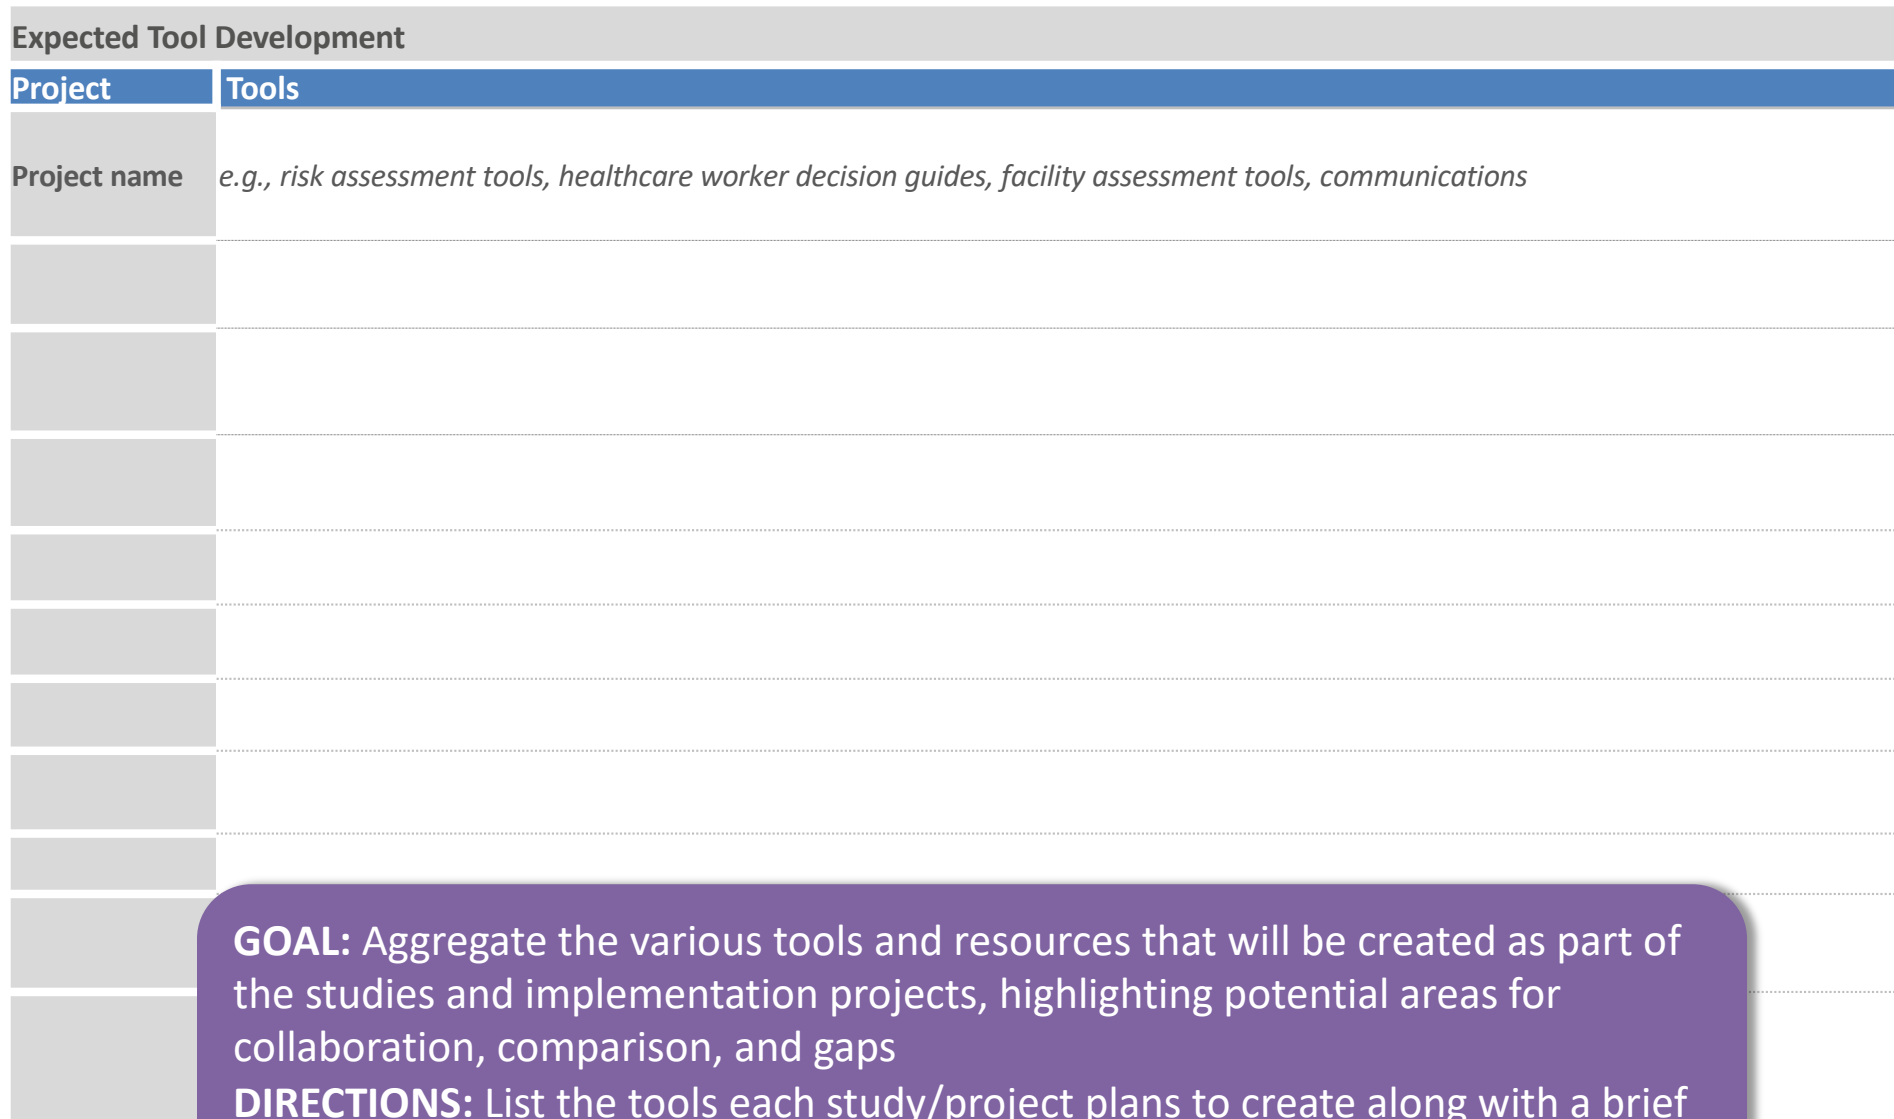 Expected Tool Development
Project Tools
Project name e.g., risk assessment tools, healthcare worker decision guides, facility assessment tools, communications
GOAL: Aggregate the various tools and resources that will be created as part of
the studies and implementation projects, highlighting potential areas for
collaboration, comparison, and gaps
DIRECTIONS: List the tools each study/project plans to create along with a brief